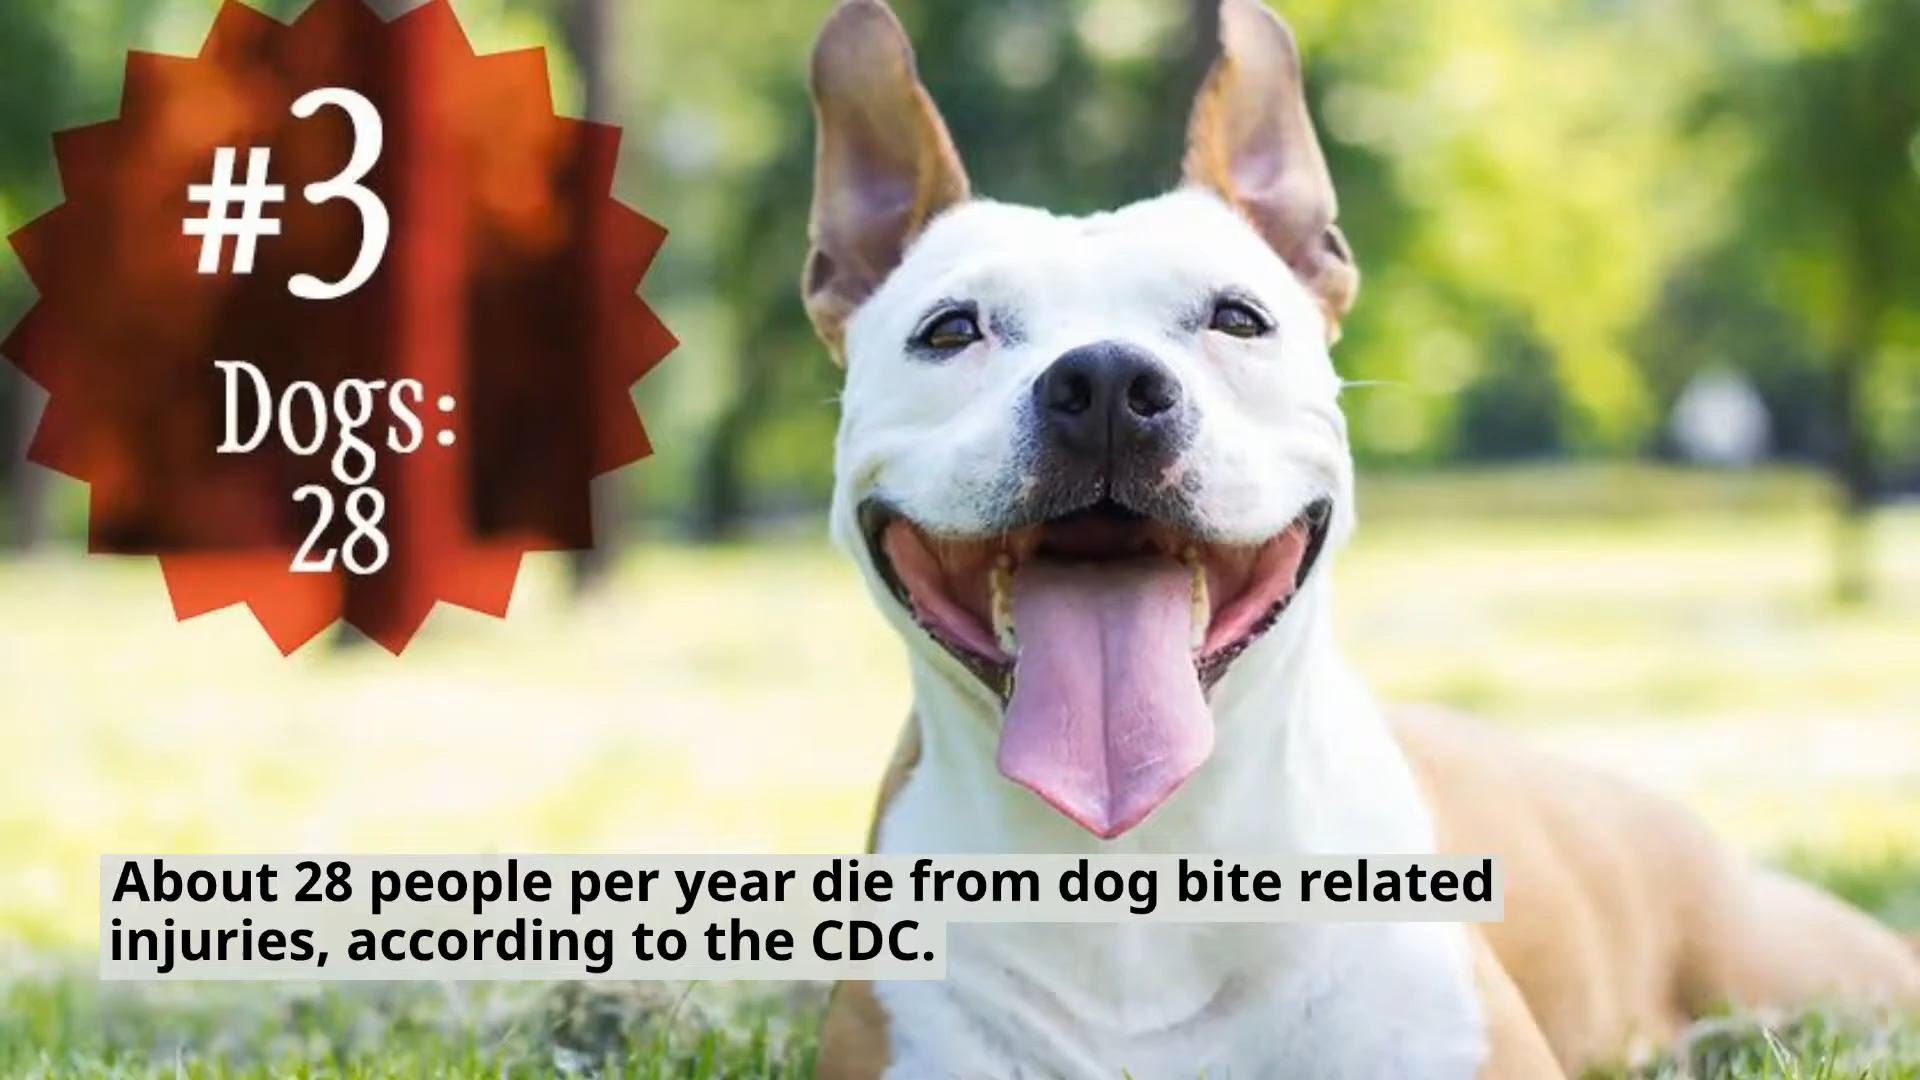 #3
Dogs:
28
About 28 people per year die from dog bite related
injuries, according to the CDC.